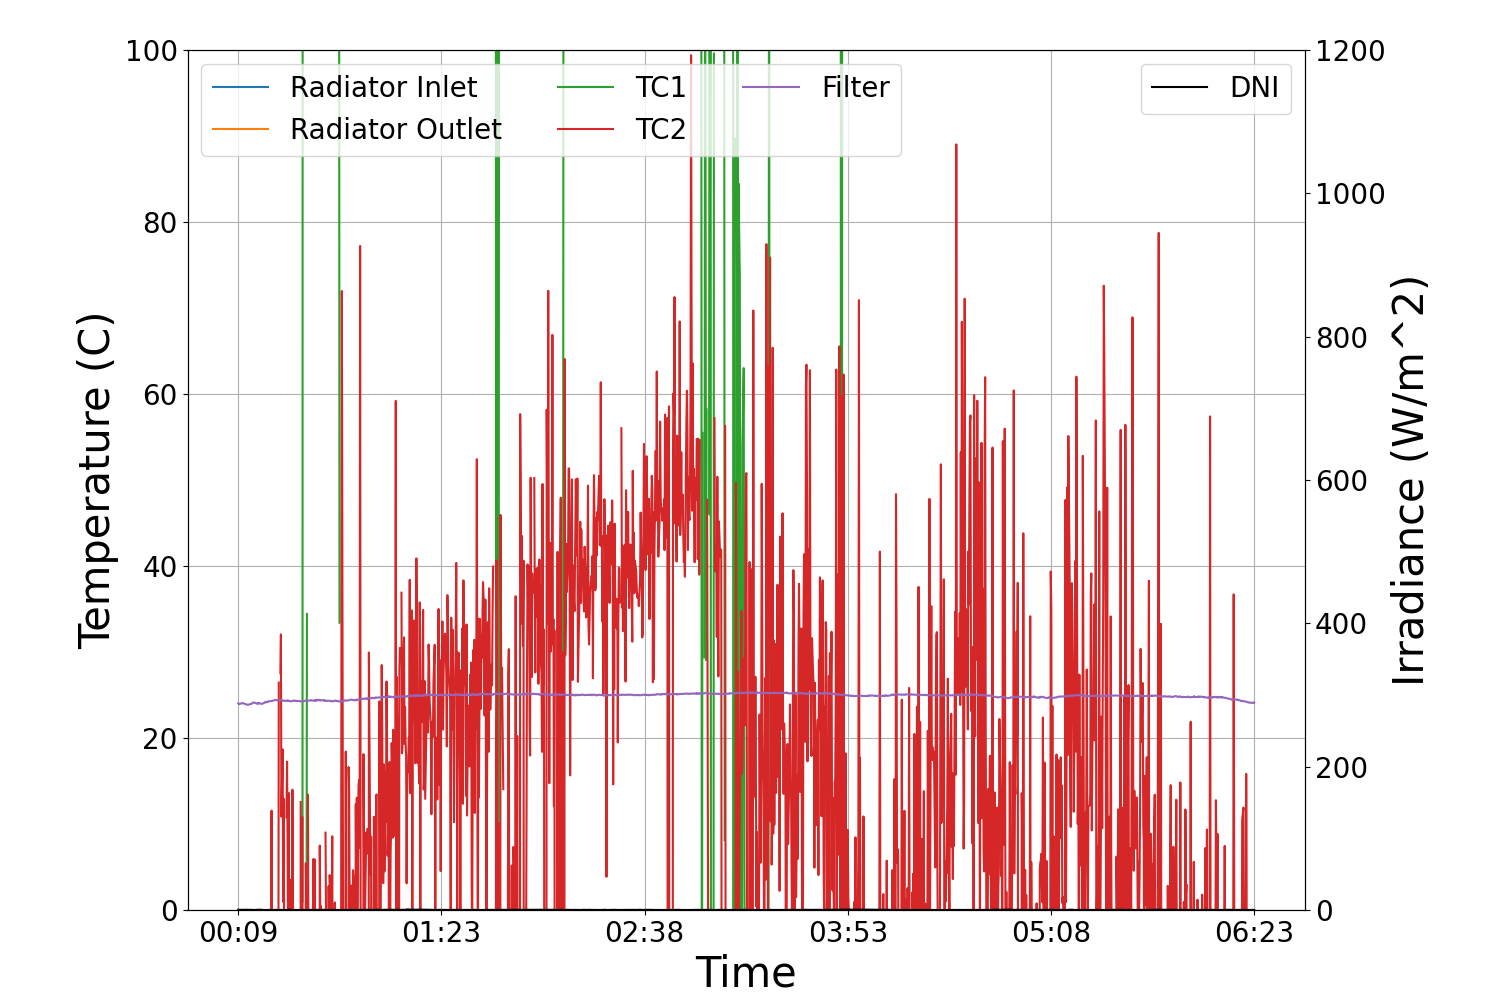 100
80
60
40
20
0
Temperature (C)
Radiator Inlet
Radiator Outlet
TC1
TC2
Filter
DNI
1200
1000
800
600
400
200
0
Irradiance (W/m^2)
00:09 01:23 02:38 03:53 05:08 06:23
Time